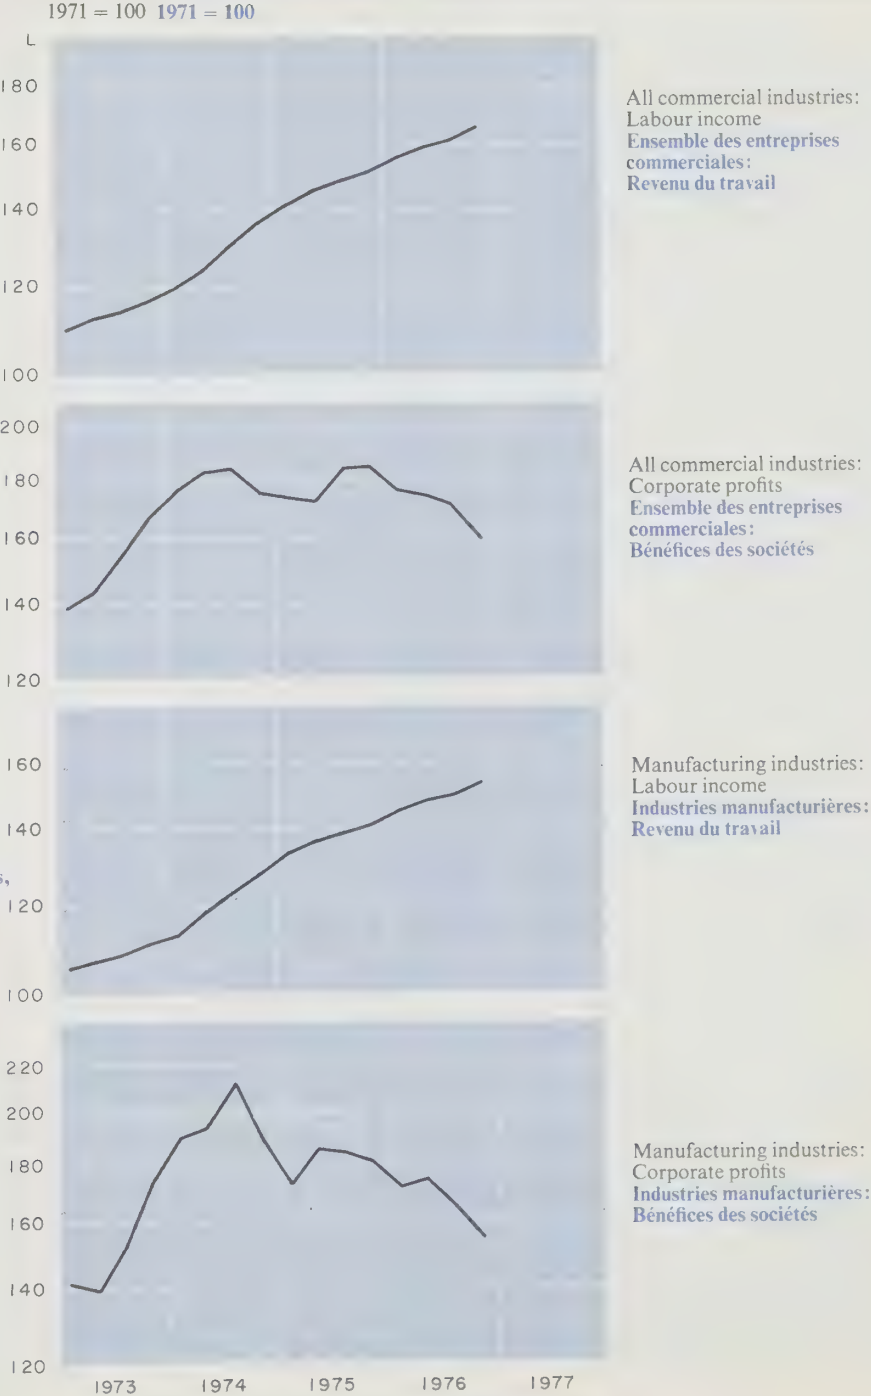 1971 = 100 1971 = 100
L
180
160
140
120
100
All commercial industries:
Labour income
Ensemble des entreprises
commerciales:
Revenu du travail
200
180
160
140
120
All commercial industries:
Corporate profits
Ensemble des entreprises
commerciales:
Bénéfices des sociétés
160
140
120
100
Manufacturing industries:
Labour income
Industries manufacturières:
Revenu du travail
220
200
180
160
140
120
Manufacturing industries:
Corporate profits
Industries manufacturières:
Bénéfices des sociétés
1973 1974 1975 1976 1977